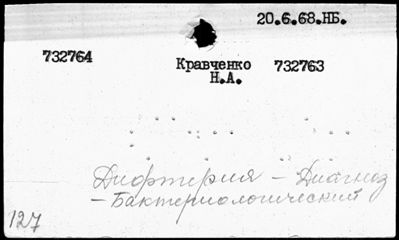 20.6.68.НБ.
732764
Кравченко 732763
Н.А.
Дифтерия - Диагноз
- Бактериологический
127